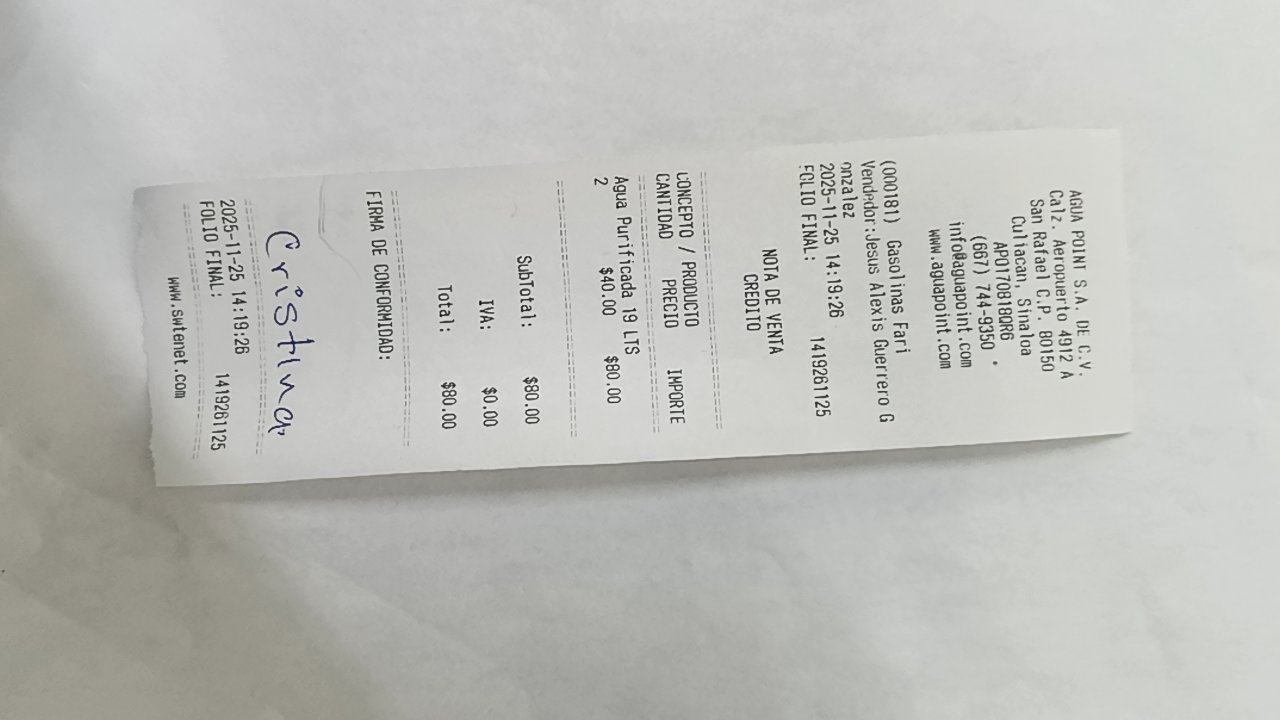 AGUA POINT S.A. DE C.V.
Calz. Aeropuerto 4912 A
San Rafael C.P. 80150
Culiacan, Sinaloa
APO170818QR6
(667) 744-9350
info@aguapoint.com
www.aguapoint.com
(000181) Gasolinas Fari
Vendedor:Jesus Alexis Guerrero G
onzalez
2025-11-25 14:19:26
FOLIO FINAL: 1419261125
NOTA DE VENTA
CREDITO
CONCEPTO / PRODUCTO
CANTIDAD PRECIO IMPORTE
Agua Purificada 19 LTS
2 $40.00 $80.00
SubTotal: $80.00
IVA: $0.00
Total: $80.00
FIRMA DE CONFORMIDAD:
Cristina
2025-11-25 14:19:26
FOLIO FINAL: 1419261125
www.swtenet.com